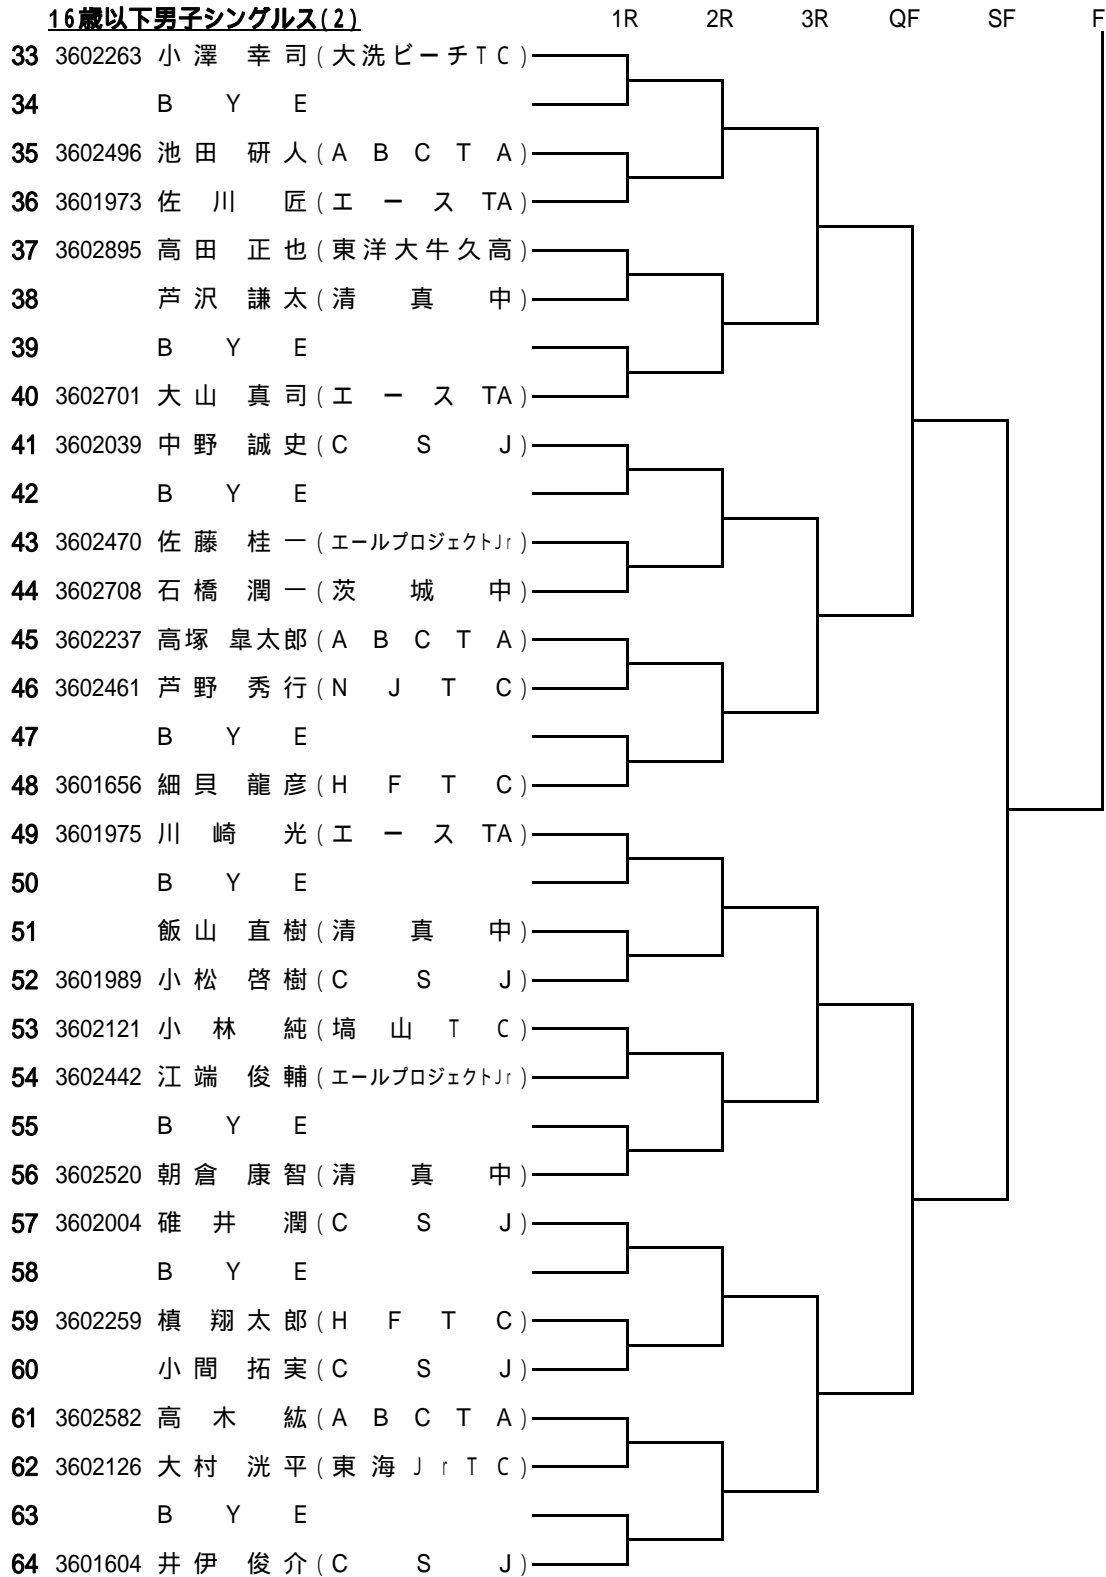 16歳以下男子シングルス(2) 1R 2R 3R QF SF F
33 3602263 小澤 幸司(大洗ビーチTC)
34 BYE
35 3602496 池田 研人(ABCTA)
36 3601973 佐川 匠(エースTA)
37 3602895 高田 正也(東洋大牛久高)
38 芦沢 謙太(清真中)
39 BYE
40 3602701 大山 真司(エースTA)
41 3602039 中野 誠史(CSJ)
42 BYE
43 3602470 佐藤 桂一(エールプロジェクトJr)
44 3602708 石橋 潤一(茨城中)
45 3602237 高塚 皐太郎(ABCTA)
46 3602461 芦野 秀行(NJTC)
47 BYE
48 3601656 細貝 龍彦(HFTC)
49 3601975 川崎 光(エースTA)
50 BYE
51 飯山 直樹(清真中)
52 3601989 小松 啓樹(CSJ)
53 3602121 小林 純(塙山TC)
54 3602442 江端 俊輔(エールプロジェクトJr)
55 BYE
56 3602520 朝倉 康智(清真中)
57 3602004 碓井 潤(CSJ)
58 BYE
59 3602259 槙 翔太郎(HFTC)
60 小間 拓実(CSJ)
61 3602582 高木 紘(ABCTA)
62 3602126 大村 洸平(東海JrTC)
63 BYE
64 3601604 井伊 俊介(CSJ)